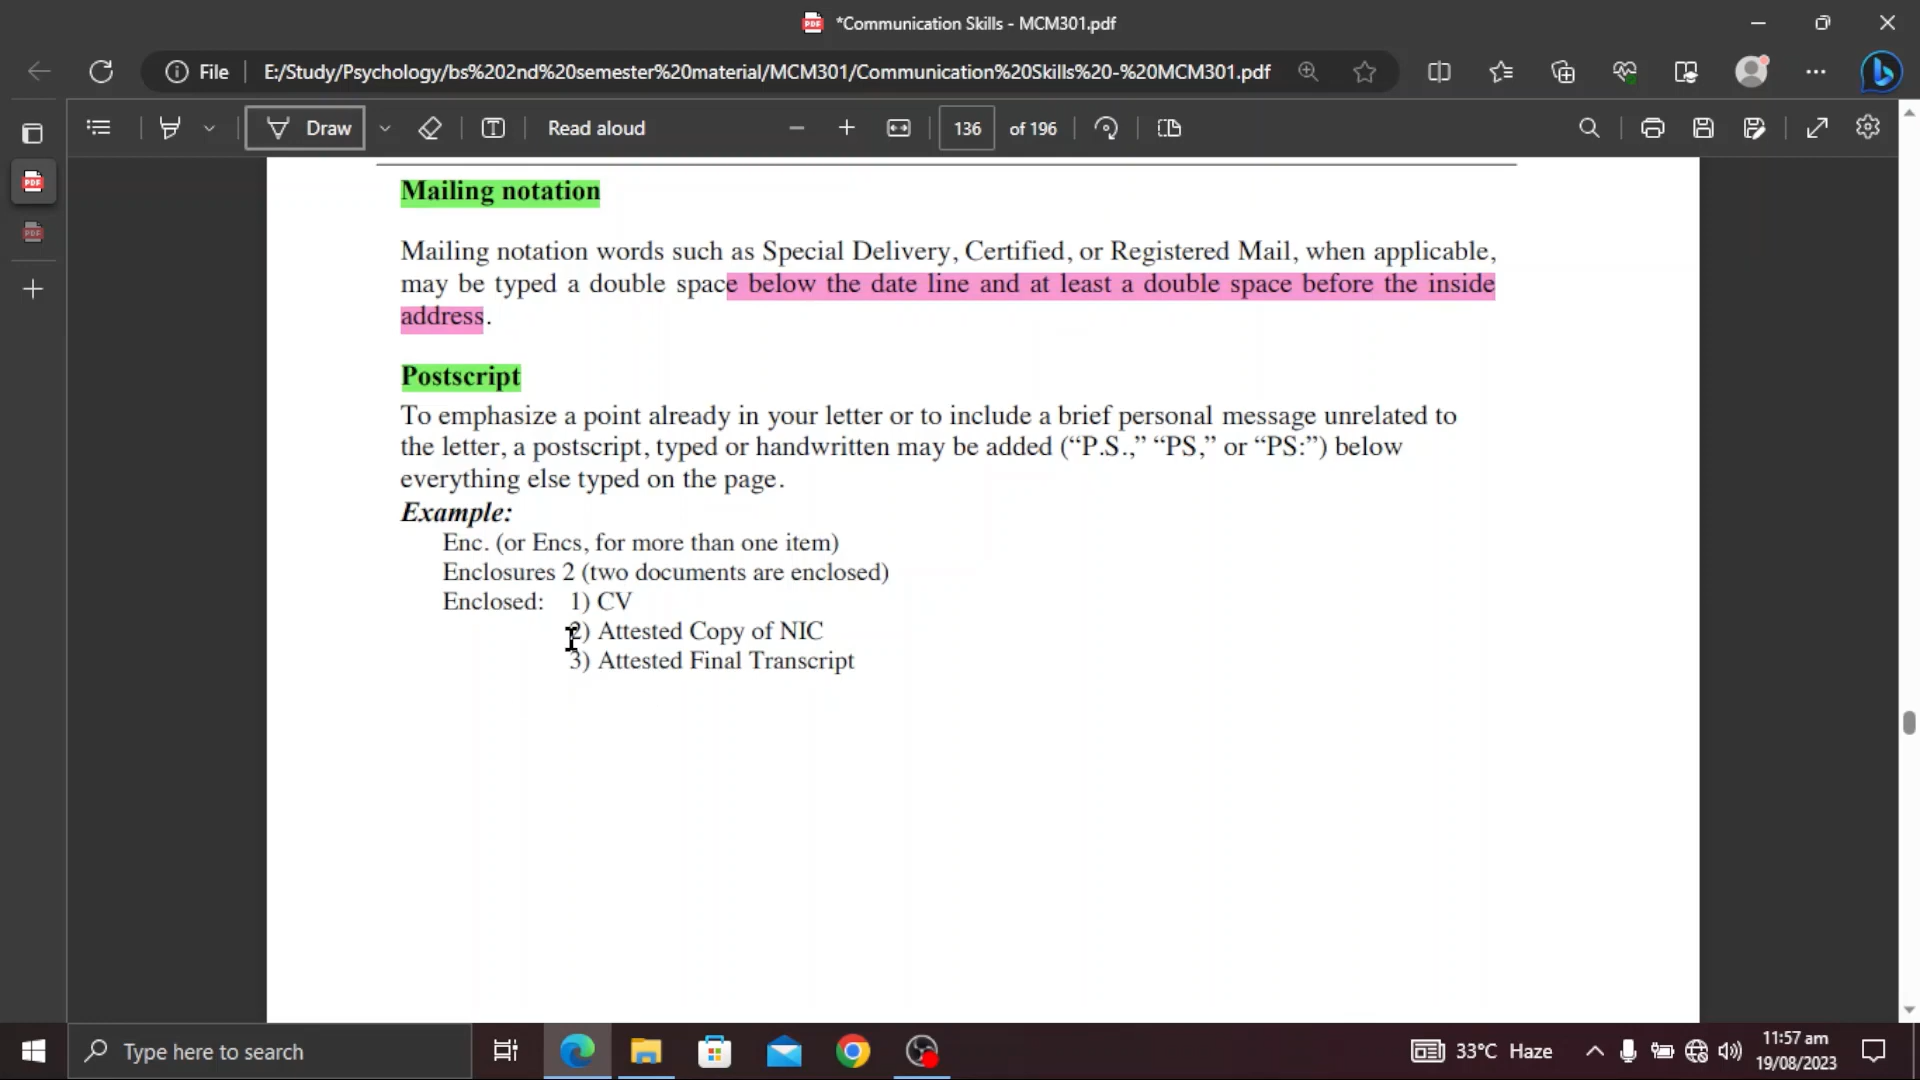 *Communication Skills - MCM301.pdf
File
E:/Study/Psychology/bs%202nd%20semester%20material/MCM301/Communication%20Skills%20-%20MCM301.pdf
Draw
Read aloud
136
of 196
Mailing notation
Mailing notation words such as Special Delivery, Certified, or Registered Mail, when applicable,
may be typed a double space below the date line and at least a double space before the inside
address.
Postscript
To emphasize a point already in your letter or to include a brief personal message unrelated to
the letter, a postscript, typed or handwritten may be added (“P.S.,” “PS,” or “PS:”) below
everything else typed on the page.
Example:
Enc. (or Encs, for more than one item)
Enclosures 2 (two documents are enclosed)
Enclosed: 1) CV
2) Attested Copy of NIC
3) Attested Final Transcript
Type here to search
33°C Haze
11:57 am
19/08/2023